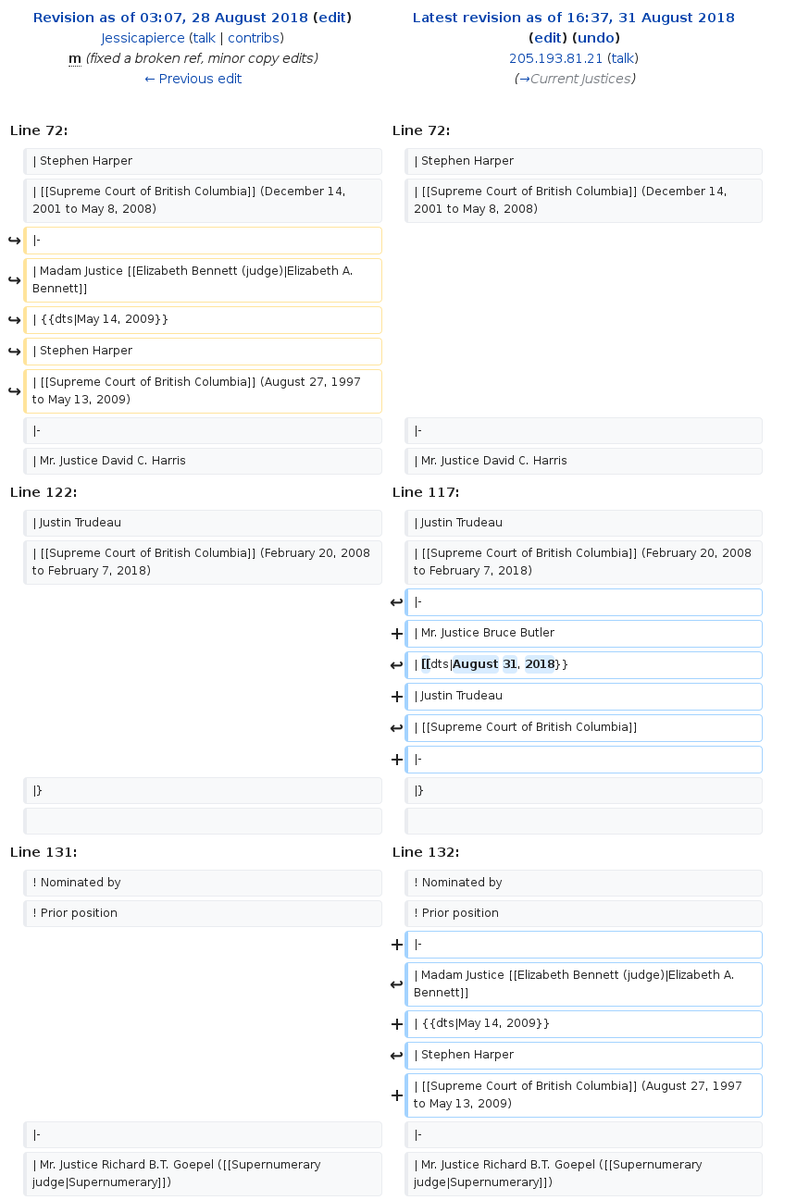 Revision as of 03:07, 28 August 2018 (edit)
Jessicapierce (talk | contribs)
m (fixed a broken ref, minor copy edits)
← Previous edit
Latest revision as of 16:37, 31 August 2018
(edit) (undo)
205.193.81.21 (talk)
(→Current Justices)
Line 72:
Line 72:
| Stephen Harper
| Stephen Harper
| [[Supreme Court of British Columbia]] (December 14,
2001 to May 8, 2008)
| [[Supreme Court of British Columbia]] (December 14,
2001 to May 8, 2008)
↪ |-
↪ | Madam Justice [[Elizabeth Bennett (judge)|Elizabeth A.
Bennett]]
↪ | {{dts|May 14, 2009}}
↪ | Stephen Harper
↪ | [[Supreme Court of British Columbia]] (August 27, 1997
to May 13, 2009)
|-
|-
| Mr. Justice David C. Harris
| Mr. Justice David C. Harris
Line 122:
Line 117:
| Justin Trudeau
| Justin Trudeau
| [[Supreme Court of British Columbia]] (February 20, 2008
to February 7, 2018)
| [[Supreme Court of British Columbia]] (February 20, 2008
to February 7, 2018)
↩ |-
+ | Mr. Justice Bruce Butler
↩ | [[dts|August 31, 2018}}
+ | Justin Trudeau
↩ | [[Supreme Court of British Columbia]]
+ |-
|}
|}
Line 131:
Line 132:
! Nominated by
! Nominated by
! Prior position
! Prior position
+ |-
↩ | Madam Justice [[Elizabeth Bennett (judge)|Elizabeth A.
Bennett]]
+ | {{dts|May 14, 2009}}
↩ | Stephen Harper
+ | [[Supreme Court of British Columbia]] (August 27, 1997
to May 13, 2009)
|-
|-
| Mr. Justice Richard B.T. Goepel ([[Supernumerary
judge|Supernumerary]])
| Mr. Justice Richard B.T. Goepel ([[Supernumerary
judge|Supernumerary]])